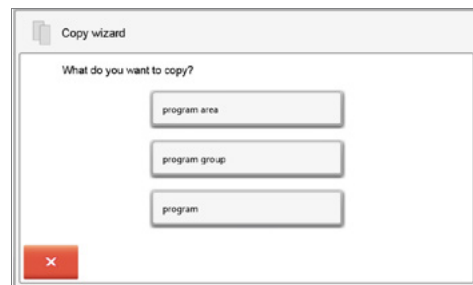 Copy wizard
What do you want to copy?
program area
program group
program